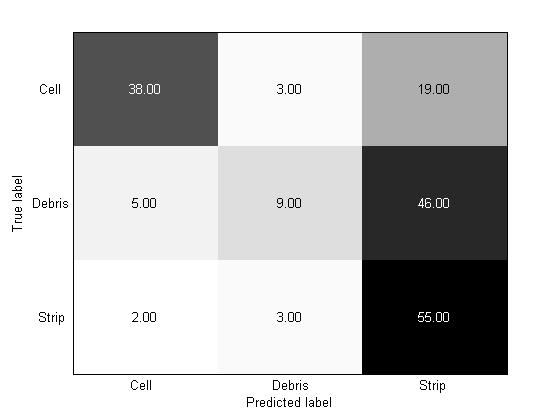 Cell 38.00 3.00 19.00
True label
Debris 5.00 9.00 46.00
Strip 2.00 3.00 55.00
Cell Debris Strip
Predicted label